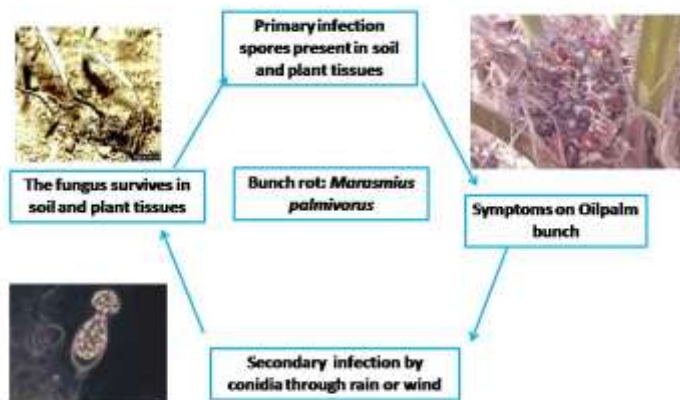 Primary infection
spores present in soil
and plant tissues
The fungus survives in
soil and plant tissues
Bunch rot: Marasmius
palmivorus
Symptoms on Oilpalm
bunch
Secondary infection by
conidia through rain or wind